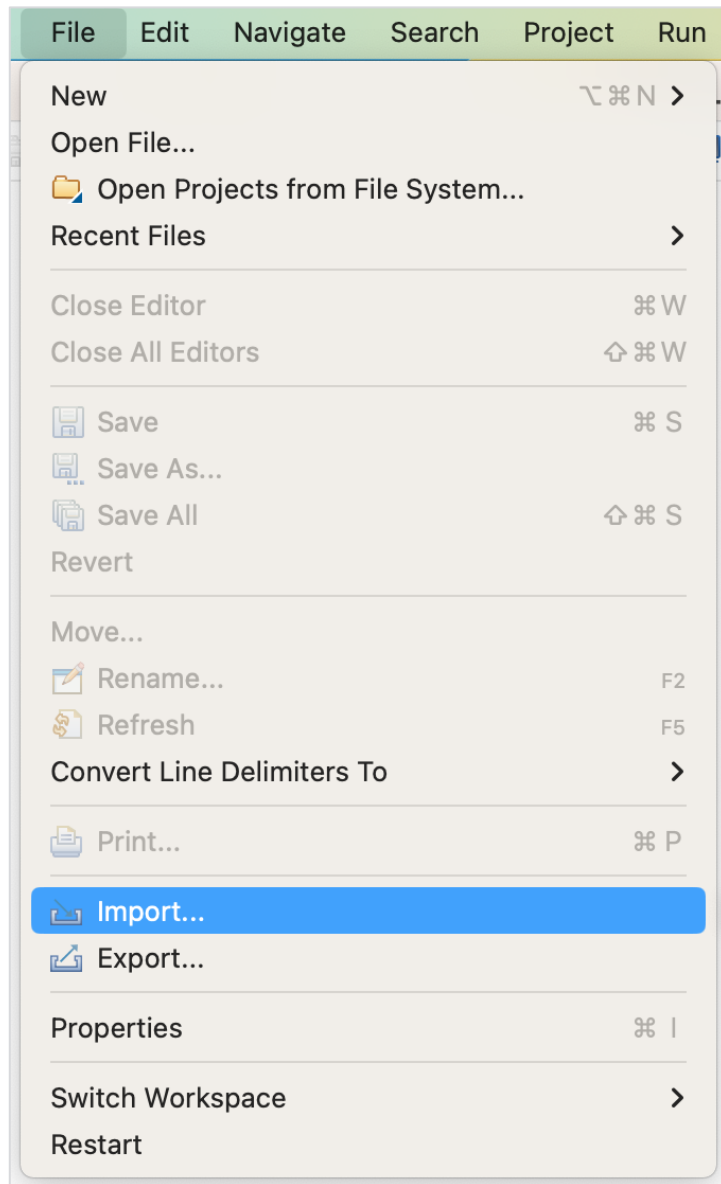 File Edit Navigate Search Project Run
New ⌥⌘N
Open File...
Open Projects from File System...
Recent Files
Close Editor ⌘W
Close All Editors ⇧⌘W
Save ⌘S
Save As...
Save All ⇧⌘S
Revert
Move...
Rename... F2
Refresh F5
Convert Line Delimiters To
Print... ⌘P
Import...
Export...
Properties ⌘I
Switch Workspace
Restart